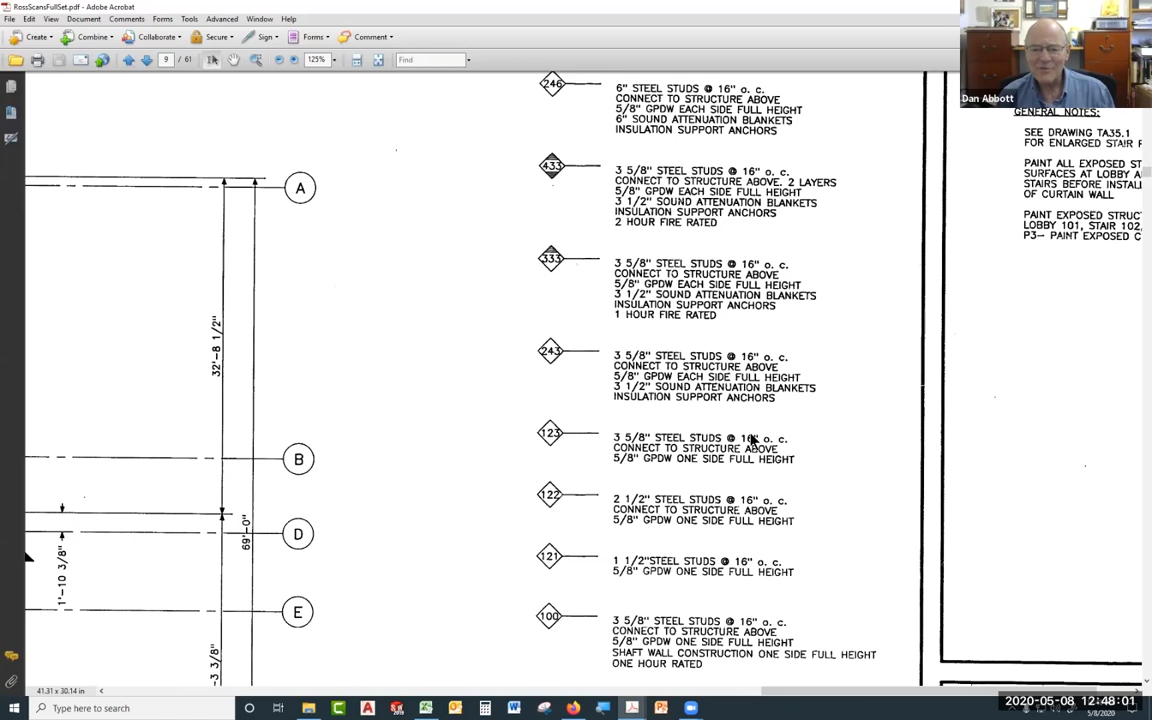 RossScansFullSet.pdf - Adobe Acrobat
File Edit View Document Comments Forms Tools Advanced Window Help
Create Combine Collaborate Secure Sign Forms Comment
9 / 61 125% Find
Dan Abbott
246
6" STEEL STUDS @ 16" o. c.
CONNECT TO STRUCTURE ABOVE
5/8" GPDW EACH SIDE FULL HEIGHT
6" SOUND ATTENUATION BLANKETS
INSULATION SUPPORT ANCHORS
433
3 5/8" STEEL STUDS @ 16" o. c.
CONNECT TO STRUCTURE ABOVE. 2 LAYERS
5/8" GPDW EACH SIDE FULL HEIGHT
3 1/2" SOUND ATTENUATION BLANKETS
INSULATION SUPPORT ANCHORS
2 HOUR FIRE RATED
333
3 5/8" STEEL STUDS @ 16" o. c.
CONNECT TO STRUCTURE ABOVE
5/8" GPDW EACH SIDE FULL HEIGHT
3 1/2" SOUND ATTENUATION BLANKETS
INSULATION SUPPORT ANCHORS
1 HOUR FIRE RATED
243
3 5/8" STEEL STUDS @ 16" o. c.
CONNECT TO STRUCTURE ABOVE
5/8" GPDW EACH SIDE FULL HEIGHT
3 1/2" SOUND ATTENUATION BLANKETS
INSULATION SUPPORT ANCHORS
123
3 5/8" STEEL STUDS @ 16" o. c.
CONNECT TO STRUCTURE ABOVE
5/8" GPDW ONE SIDE FULL HEIGHT
122
2 1/2" STEEL STUDS @ 16" o. c.
CONNECT TO STRUCTURE ABOVE
5/8" GPDW ONE SIDE FULL HEIGHT
121
1 1/2"STEEL STUDS @ 16" o. c.
5/8" GPDW ONE SIDE FULL HEIGHT
100
3 5/8" STEEL STUDS @ 16" o. c.
CONNECT TO STRUCTURE ABOVE
5/8" GPDW ONE SIDE FULL HEIGHT
SHAFT WALL CONSTRUCTION ONE SIDE FULL HEIGHT
ONE HOUR RATED
A
32'-8 1/2"
B
69'-0"
D
1'-10 3/8"
E
-3 3/8"
GENERAL NOTES:
SEE DRAWING TA35.1
FOR ENLARGED STAIR
PAINT ALL EXPOSED ST
SURFACES AT LOBBY A
STAIRS BEFORE INSTAL
OF CURTAIN WALL
PAINT EXPOSED STRUC
LOBBY 101, STAIR 102,
P3- PAINT EXPOSED C
41.31 x 30.14 in
Type here to search
2020-05-08 12:48:01
5/8/2020